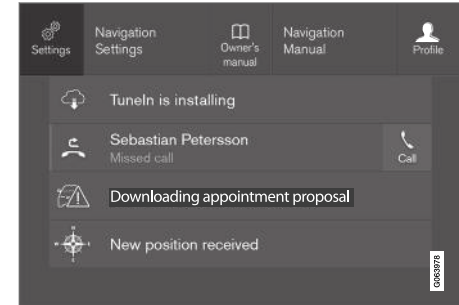 Settings
Navigation
Settings
Owner's
manual
Navigation
Manual
Profile
TuneIn is installing
Sebastian Petersson
Missed call
Call
Downloading appointment proposal
New position received
G063978